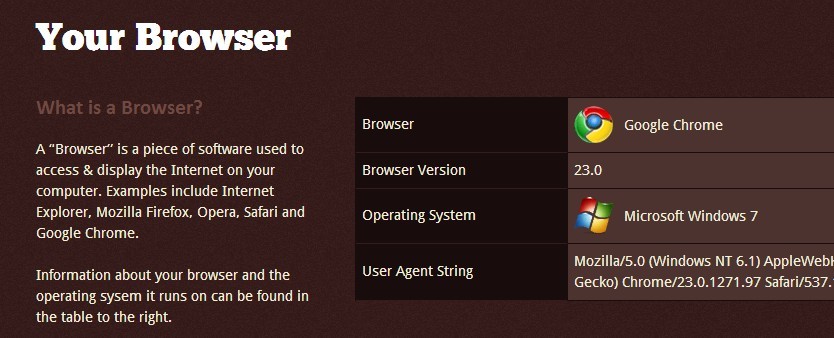 Your Browser
What is a Browser?
A “Browser” is a piece of software used to
access & display the Internet on your
computer. Examples include Internet
Explorer, Mozilla Firefox, Opera, Safari and
Google Chrome.
Information about your browser and the
operating sysem it runs on can be found in
the table to the right.
Browser
Google Chrome
Browser Version
23.0
Operating System
Microsoft Windows 7
User Agent String
Mozilla/5.0 (Windows NT 6.1) AppleWeb
Gecko) Chrome/23.0.1271.97 Safari/537.